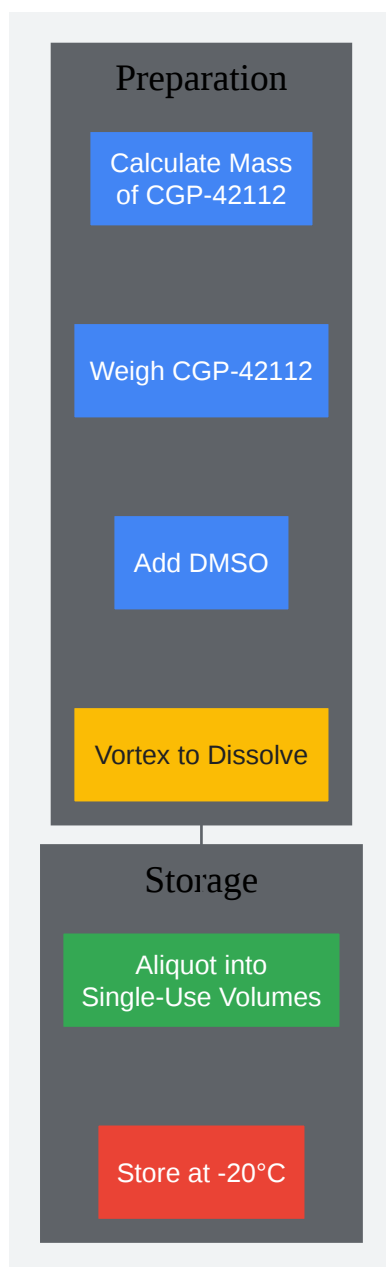 Preparation
Calculate Mass
of CGP-42112
Weigh CGP-42112
Add DMSO
Vortex to Dissolve
Storage
Aliquot into
Single-Use Volumes
Store at -20°C